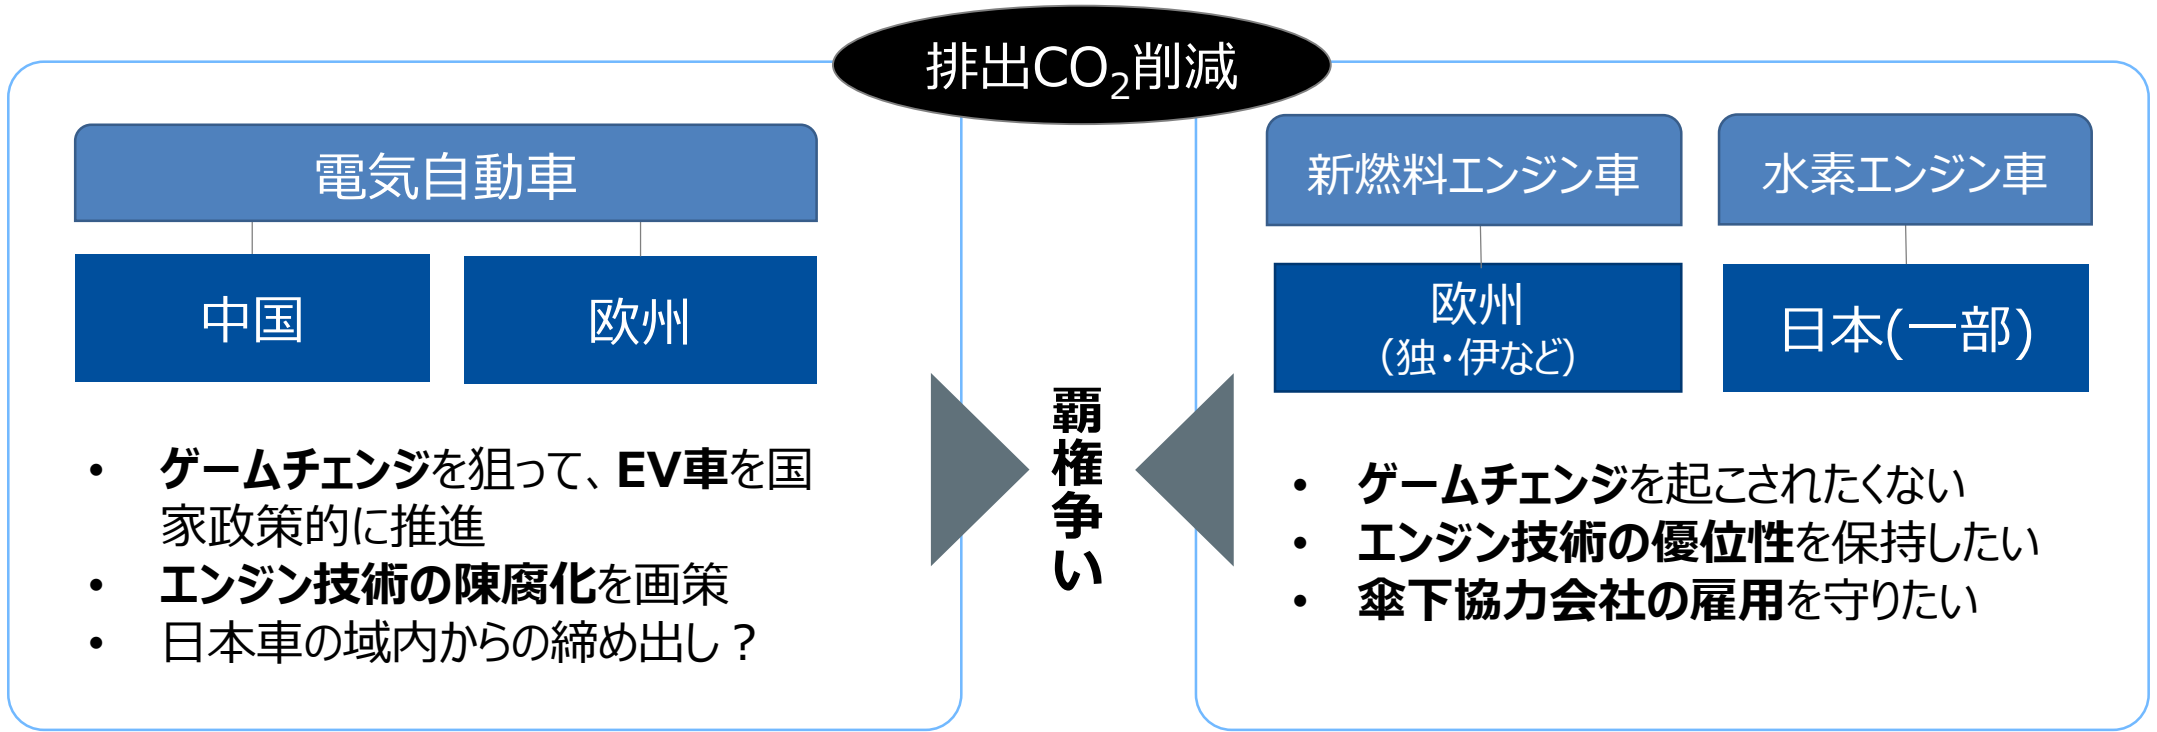 排出CO₂削減
電気自動車
中国
欧州
• ゲームチェンジを狙って、EV車を国
家政策的に推進
• エンジン技術の陳腐化を画策
• 日本車の域内からの締め出し？
覇権争い
新燃料エンジン車
水素エンジン車
欧州
（独・伊など）
日本(一部)
• ゲームチェンジを起こされたくない
• エンジン技術の優位性を保持したい
• 傘下協力会社の雇用を守りたい